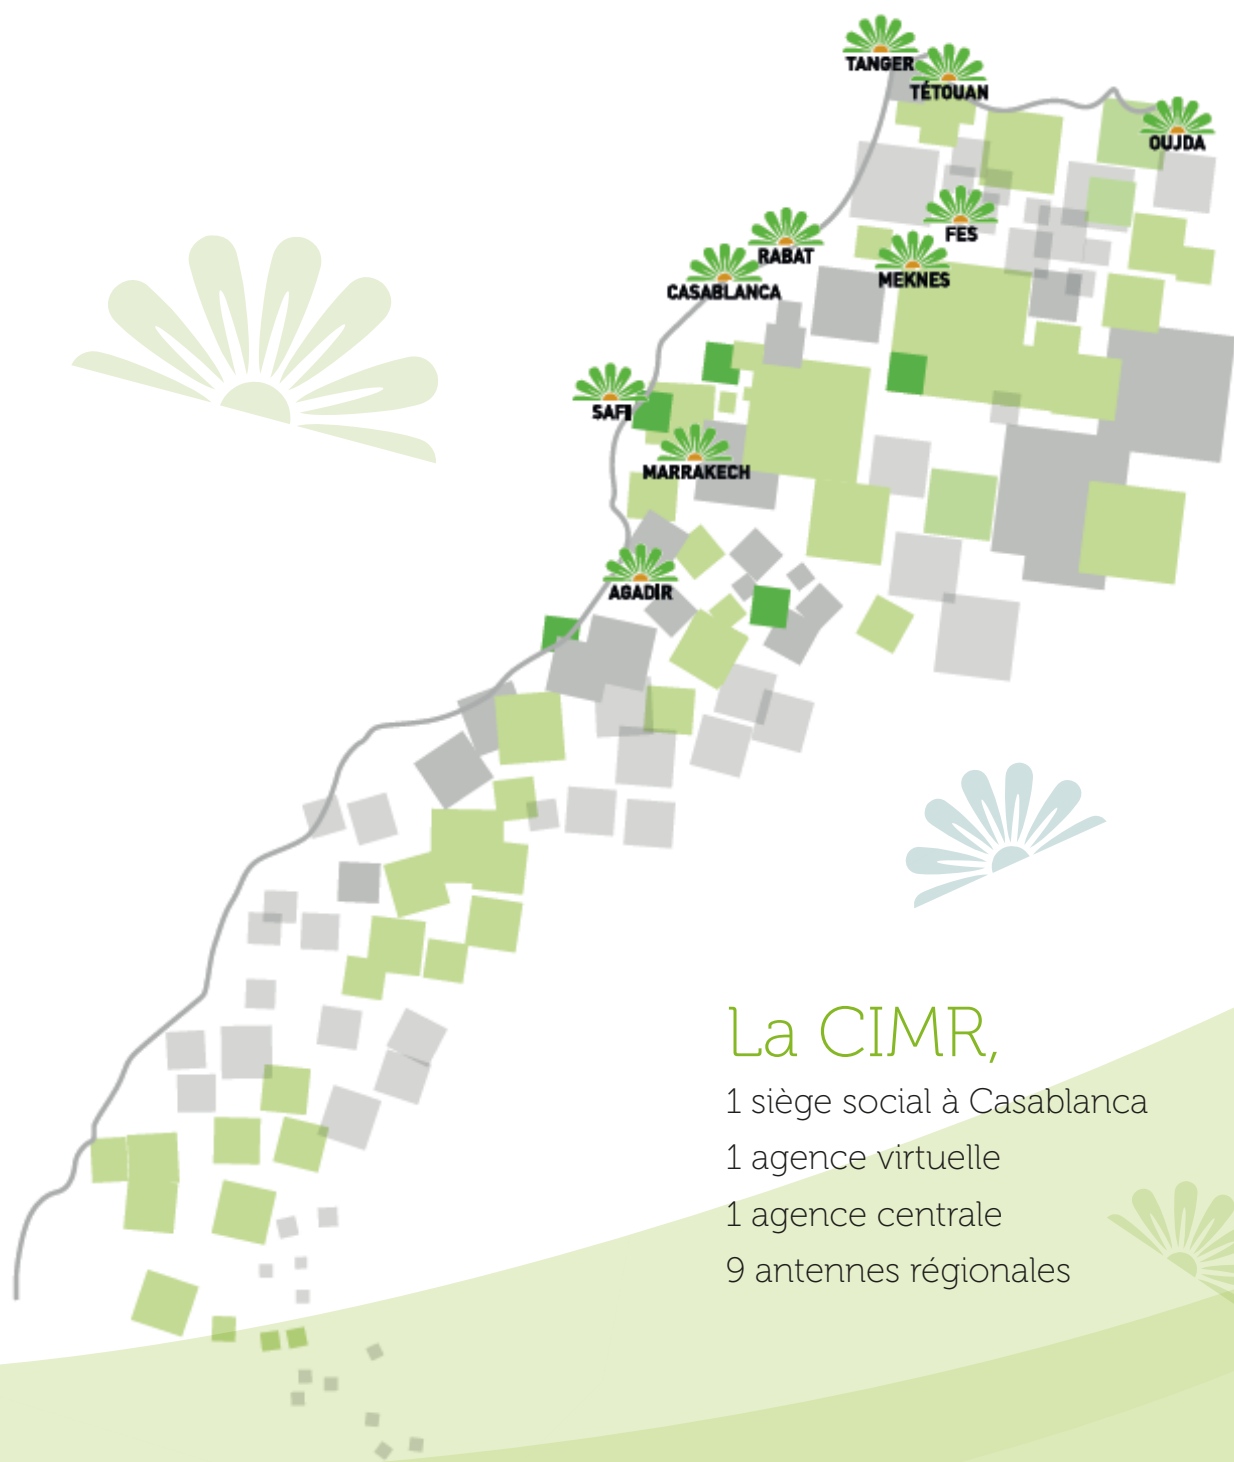 TANGER
TÉTOUAN
OUJDA
FES
RABAT
MEKNES
CASABLANCA
SAFI
MARRAKECH
AGADIR
La CIMR,
1 siège social à Casablanca
1 agence virtuelle
1 agence centrale
9 antennes régionales